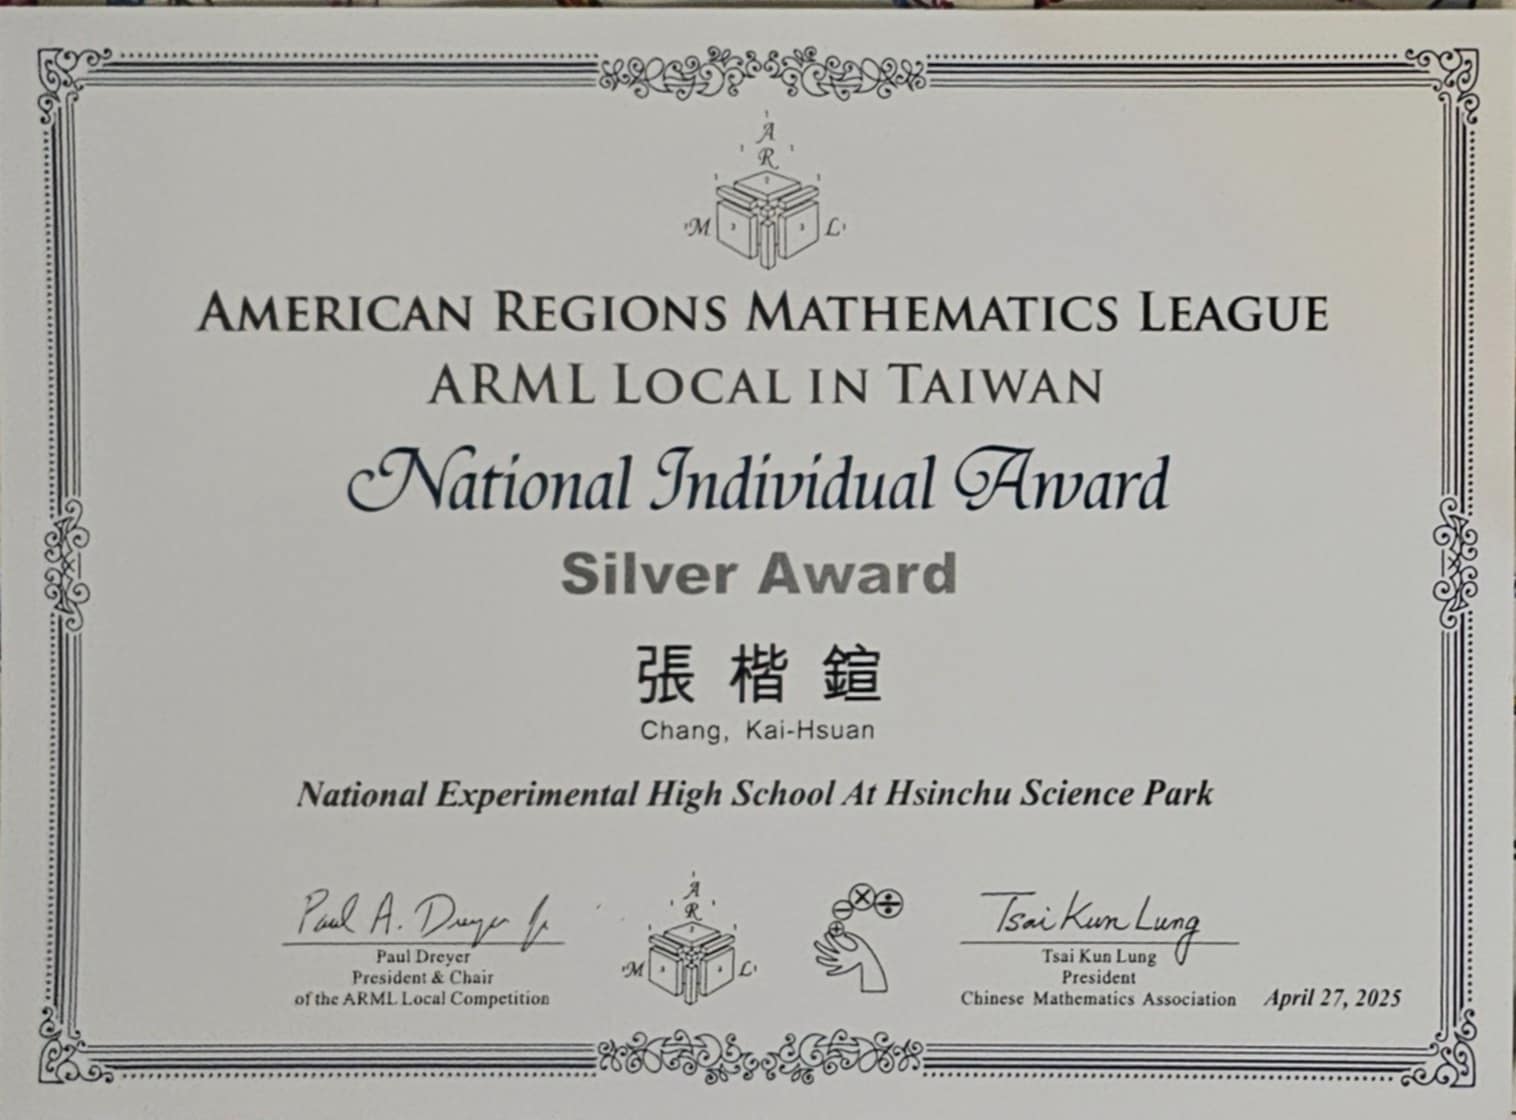 A
R
M L
AMERICAN REGIONS MATHEMATICS LEAGUE
ARML LOCAL IN TAIWAN
National Individual Award
Silver Award
張 楷 鍹
Chang, Kai-Hsuan
National Experimental High School At Hsinchu Science Park
Paul A. Dreyer Jr
Paul Dreyer
President & Chair
of the ARML Local Competition
A
R
M L
Tsai Kun Lung
Tsai Kun Lung
President
Chinese Mathematics Association
April 27, 2025